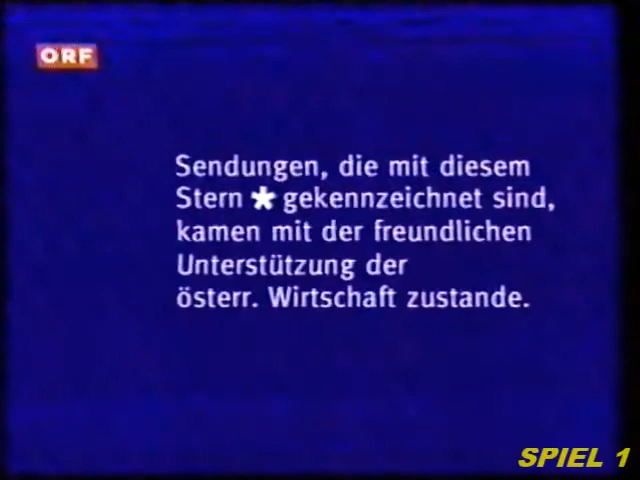 ORF
Sendungen, die mit diesem
Stern * gekennzeichnet sind,
kamen mit der freundlichen
Unterstützung der
österr. Wirtschaft zustande.
SPIEL 1